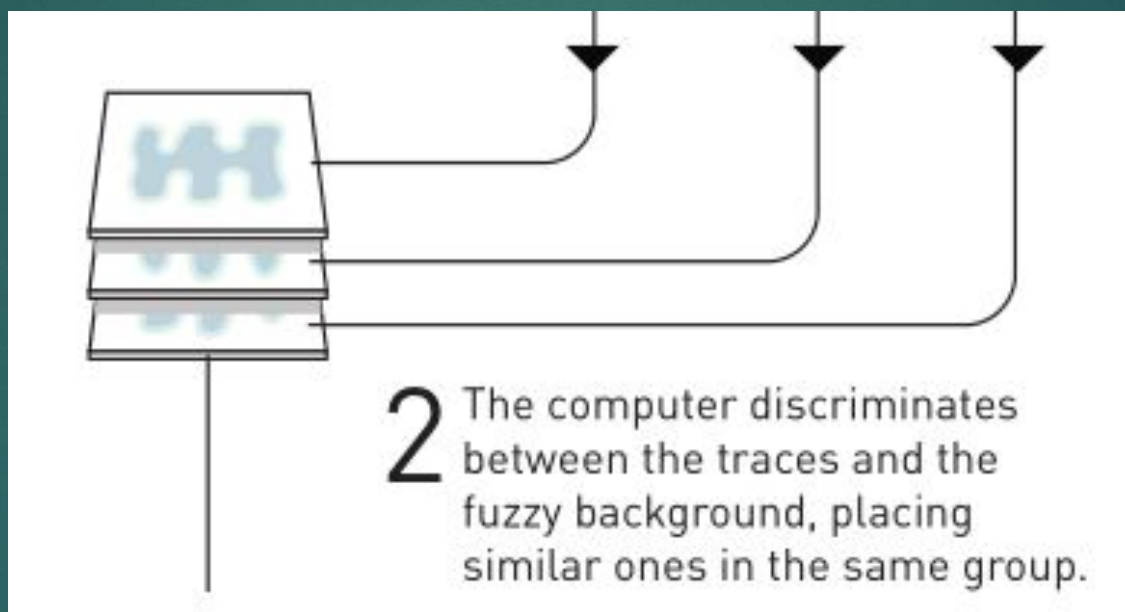 2 The computer discriminates
between the traces and the
fuzzy background, placing
similar ones in the same group.